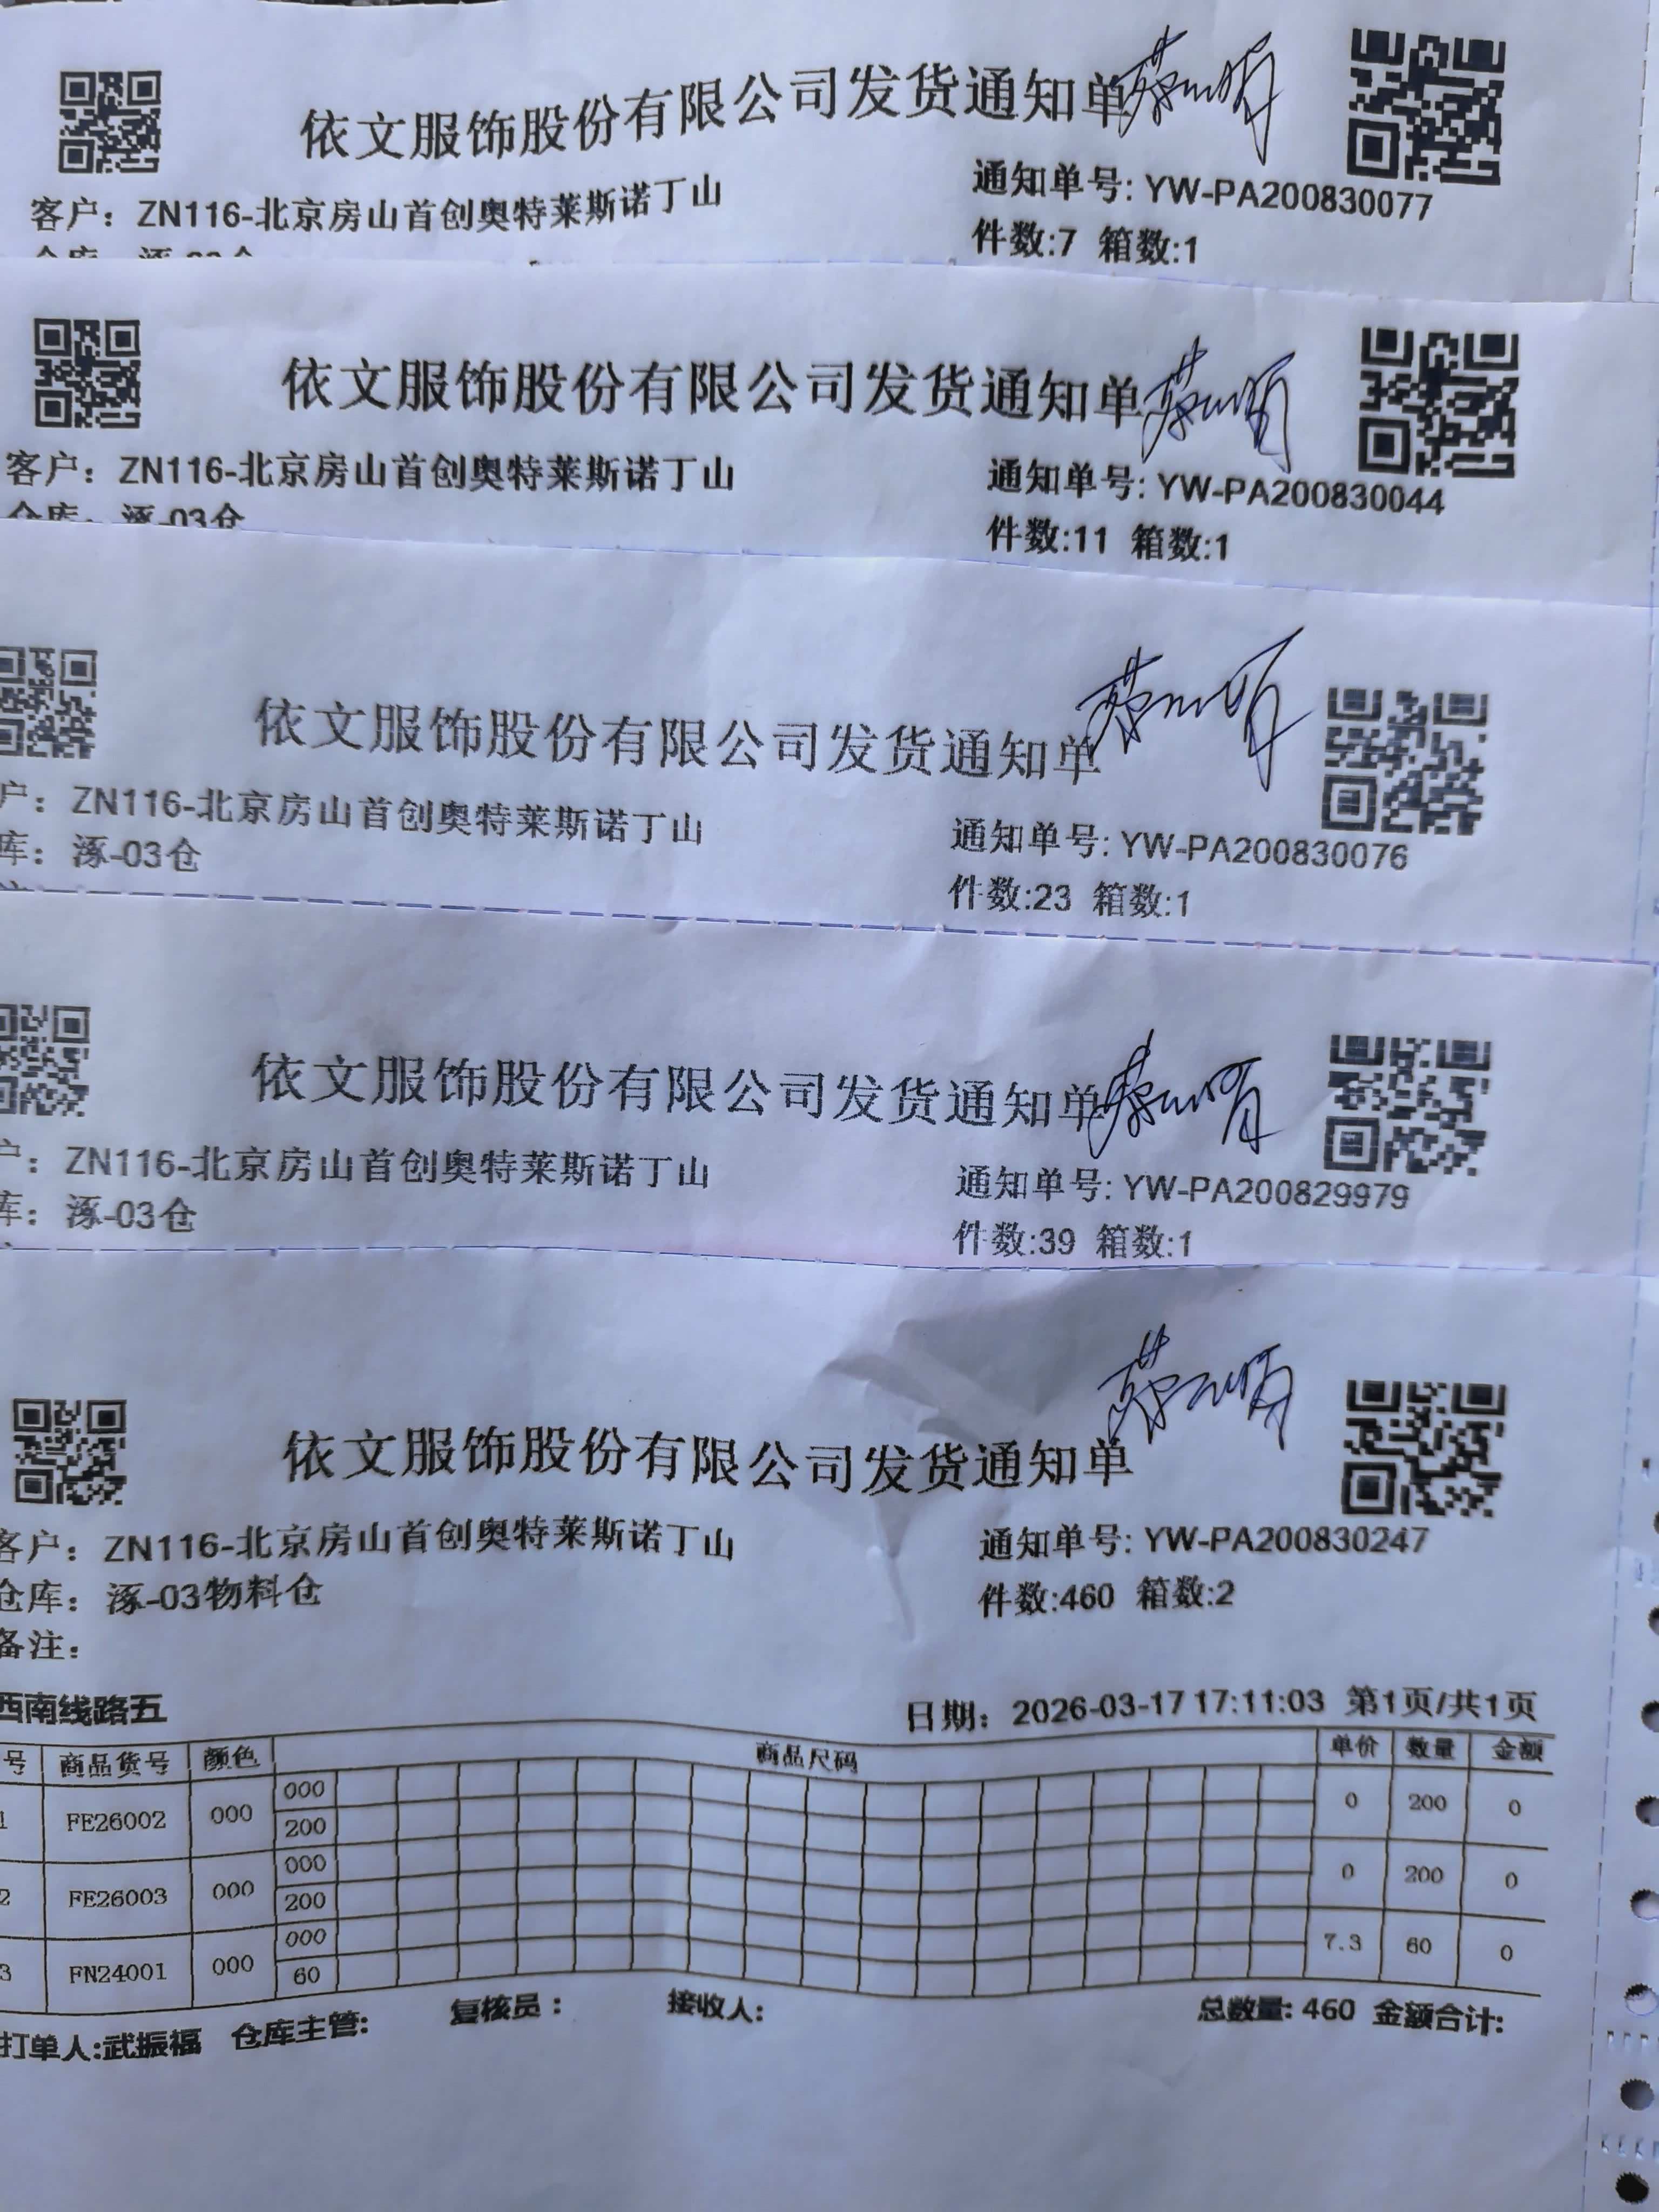 依文服饰股份有限公司发货通知单
客户：ZN116-北京房山首创奥特莱斯诺丁山
通知单号: YW-PA200830077
件数:7 箱数:1
依文服饰股份有限公司发货通知单
客户：ZN116-北京房山首创奥特莱斯诺丁山
通知单号: YW-PA200830044
仓库：涿-03仓
件数:11 箱数:1
依文服饰股份有限公司发货通知单
户：ZN116-北京房山首创奥特莱斯诺丁山
通知单号: YW-PA200830076
库：涿-03仓
件数:23 箱数:1
依文服饰股份有限公司发货通知单
户：ZN116-北京房山首创奥特莱斯诺丁山
通知单号: YW-PA200829979
库：涿-03仓
件数:39 箱数:1
依文服饰股份有限公司发货通知单
客户：ZN116-北京房山首创奥特莱斯诺丁山
通知单号: YW-PA200830247
仓库：涿-03物料仓
件数:460 箱数:2
备注：
西南线路五
日期：2026-03-17 17:11:03 第1页/共1页
号 商品货号 颜色 商品尺码 单价 数量 金额
1 FE26002 000 000 0 200 0
200
2 FE26003 000 000 0 200 0
200
3 FN24001 000 000 7.3 60 0
60
打单人:武振福 仓库主管: 复核员： 接收人: 总数量: 460 金额合计: